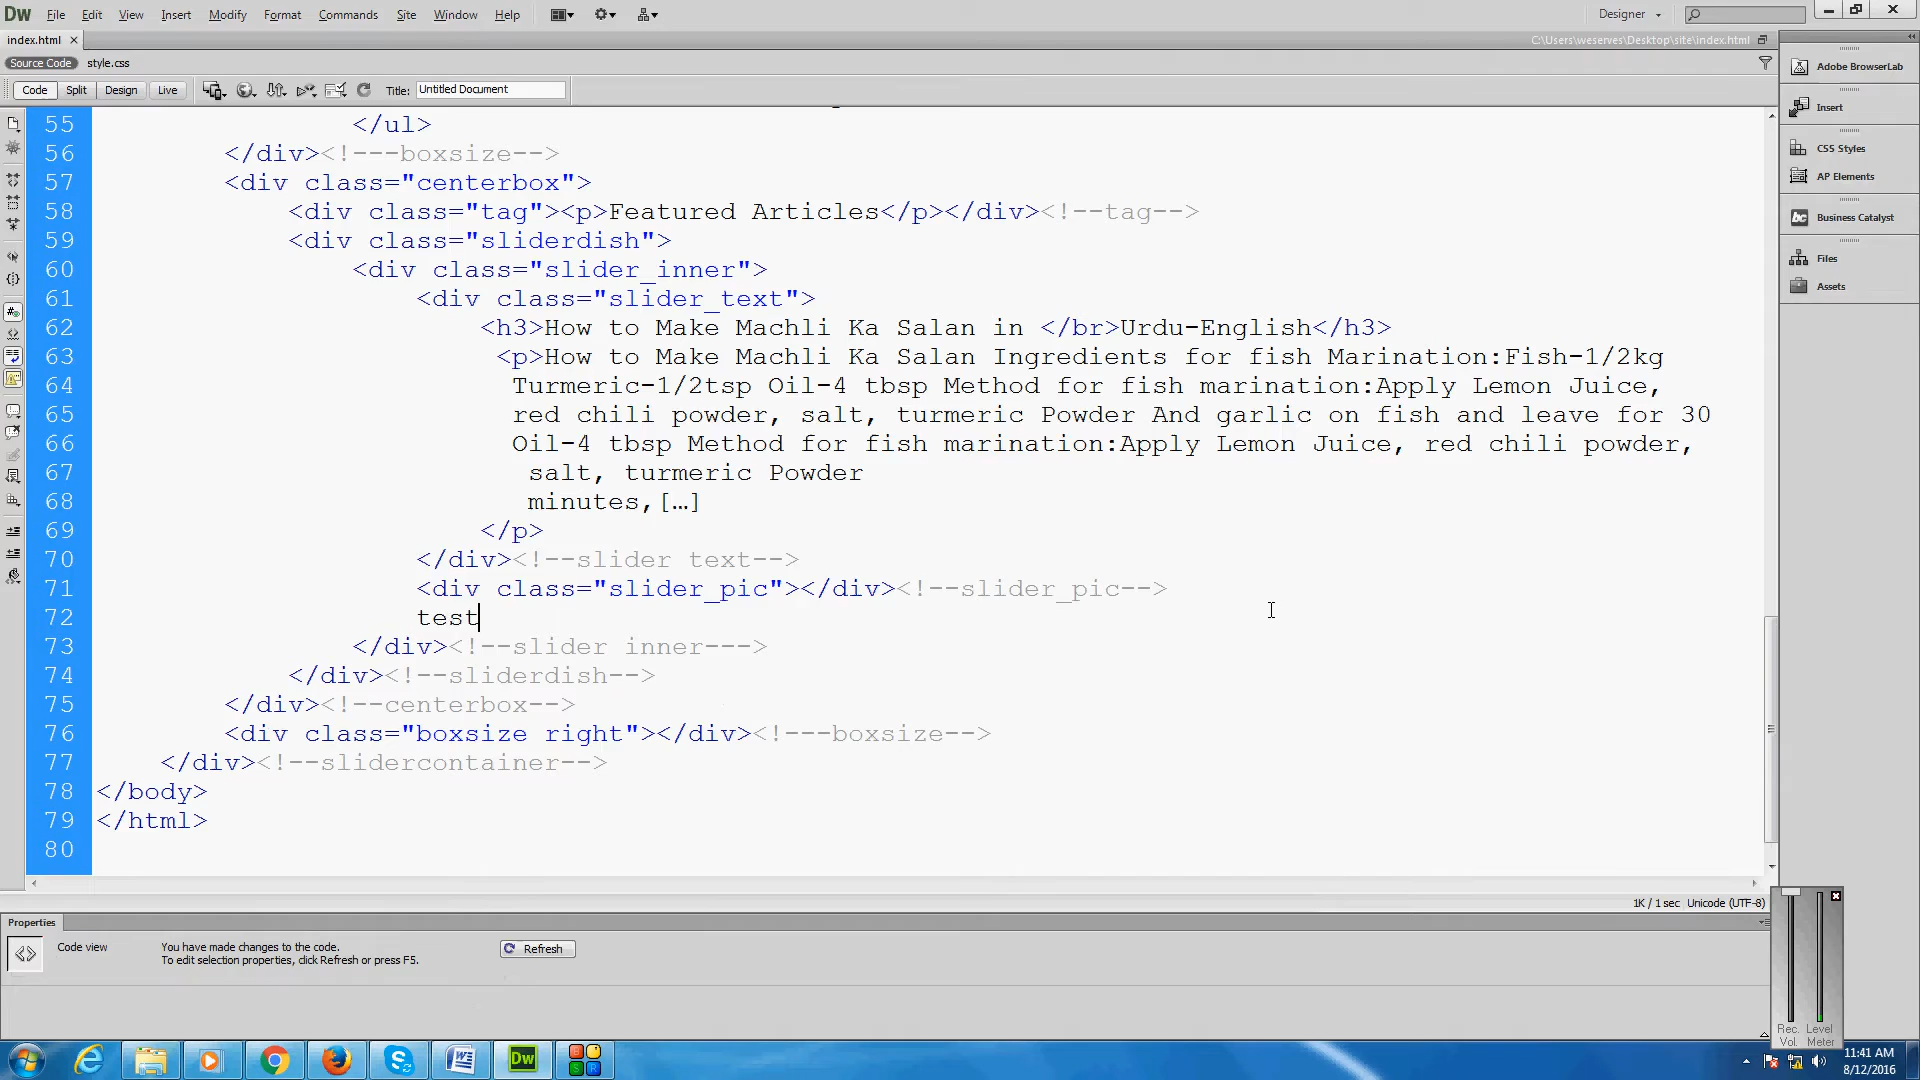 Dw File Edit View Insert Modify Format Commands Site Window Help Designer
index.html C:\Users\weserves\Desktop\site\index.html
Source Code style.css
Code Split Design Live Title: Untitled Document
55 </ul>
56 </div><!---boxsize-->
57 <div class="centerbox">
58 <div class="tag"><p>Featured Articles</p></div><!--tag-->
59 <div class="sliderdish">
60 <div class="slider_inner">
61 <div class="slider_text">
62 <h3>How to Make Machli Ka Salan in </br>Urdu-English</h3>
63 <p>How to Make Machli Ka Salan Ingredients for fish Marination:Fish-1/2kg
64 Turmeric-1/2tsp Oil-4 tbsp Method for fish marination:Apply Lemon Juice,
65 red chili powder, salt, turmeric Powder And garlic on fish and leave for 30
66 Oil-4 tbsp Method for fish marination:Apply Lemon Juice, red chili powder,
67 salt, turmeric Powder
68 minutes,[…]
69 </p>
70 </div><!--slider text-->
71 <div class="slider_pic"></div><!--slider_pic-->
72 test
73 </div><!--slider inner--->
74 </div><!--sliderdish-->
75 </div><!--centerbox-->
76 <div class="boxsize right"></div><!---boxsize-->
77 </div><!--slidercontainer-->
78 </body>
79 </html>
80
1K / 1 sec Unicode (UTF-8)
Adobe BrowserLab
Insert
CSS Styles
AP Elements
Business Catalyst
Files
Assets
Properties
Code view You have made changes to the code.
To edit selection properties, click Refresh or press F5.
Refresh
Rec. Level
Vol. Meter
Dw
11:41 AM
8/12/2016